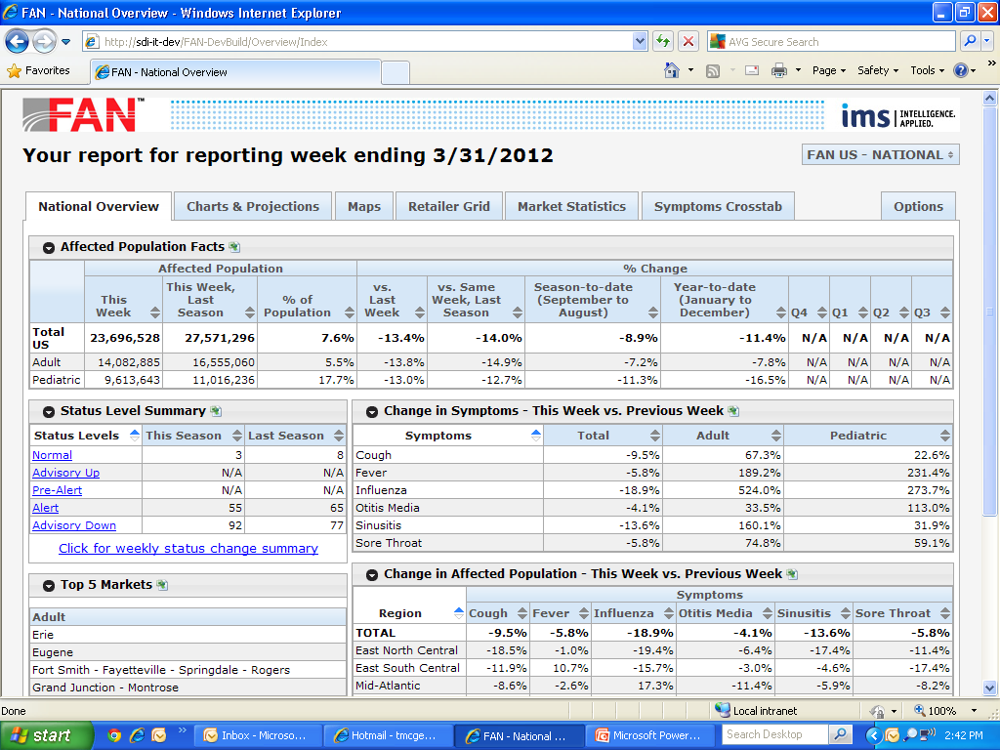 FAN - National Overview - Windows Internet Explorer
http://sdi-it-dev/FAN-DevBuild/Overview/Index
AVG Secure Search
Favorites
FAN - National Overview
Page
Safety
Tools
FAN™
ims | INTELLIGENCE. APPLIED.
Your report for reporting week ending 3/31/2012
FAN US - NATIONAL
National Overview Charts & Projections Maps Retailer Grid Market Statistics Symptoms Crosstab Options
Affected Population Facts
Affected Population % Change
This Week This Week, Last Season % of Population vs. Last Week vs. Same Week, Last Season Season-to-date (September to August) Year-to-date (January to December) Q4 Q1 Q2 Q3
Total US 23,696,528 27,571,296 7.6% -13.4% -14.0% -8.9% -11.4% N/A N/A N/A N/A
Adult 14,082,885 16,555,060 5.5% -13.8% -14.9% -7.2% -7.8% N/A N/A N/A N/A
Pediatric 9,613,643 11,016,236 17.7% -13.0% -12.7% -11.3% -16.5% N/A N/A N/A N/A
Status Level Summary
Status Levels This Season Last Season
Normal 3 8
Advisory Up N/A N/A
Pre-Alert N/A N/A
Alert 55 65
Advisory Down 92 77
Click for weekly status change summary
Top 5 Markets
Adult
Erie
Eugene
Fort Smith - Fayetteville - Springdale - Rogers
Grand Junction - Montrose
Change in Symptoms - This Week vs. Previous Week
Symptoms Total Adult Pediatric
Cough -9.5% 67.3% 22.6%
Fever -5.8% 189.2% 231.4%
Influenza -18.9% 524.0% 273.7%
Otitis Media -4.1% 33.5% 113.0%
Sinusitis -13.6% 160.1% 31.9%
Sore Throat -5.8% 74.8% 59.1%
Change in Affected Population - This Week vs. Previous Week
Symptoms
Region Cough Fever Influenza Otitis Media Sinusitis Sore Throat
TOTAL -9.5% -5.8% -18.9% -4.1% -13.6% -5.8%
East North Central -18.5% -1.0% -19.4% -6.4% -17.4% -11.4%
East South Central -11.9% 10.7% -15.7% -3.0% -4.6% -17.4%
Mid-Atlantic -8.6% -2.6% 17.3% -11.4% -5.9% -8.2%
Done
Local intranet
100%
start
Inbox - Microso...
Hotmail - tmcge...
FAN - National ...
Microsoft Power...
Search Desktop
2:42 PM